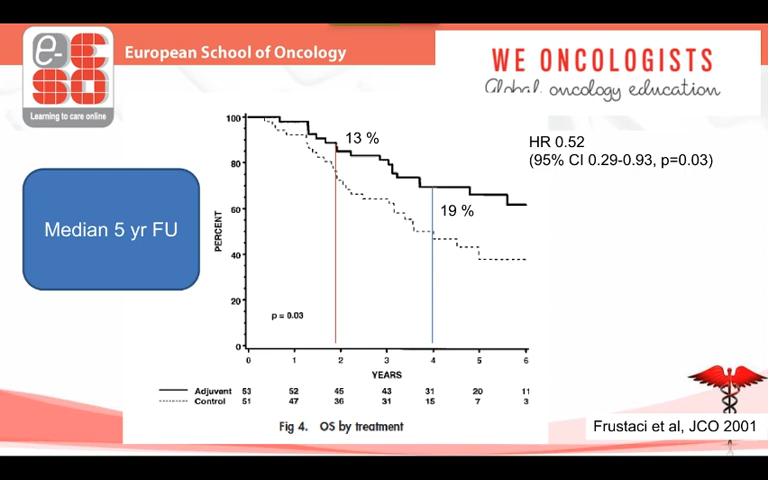 e-ESO
Learning to care online
European School of Oncology
WE ONCOLOGISTS
Global oncology education
Median 5 yr FU
HR 0.52
(95% CI 0.29-0.93, p=0.03)
13 %
19 %
100
80
60
40
20
0
PERCENT
p = 0.03
0 1 2 3 4 5 6
YEARS
Adjuvant 53 52 45 43 31 20 11
Control 51 47 36 31 15 7 3
Fig 4. OS by treatment
Frustaci et al, JCO 2001